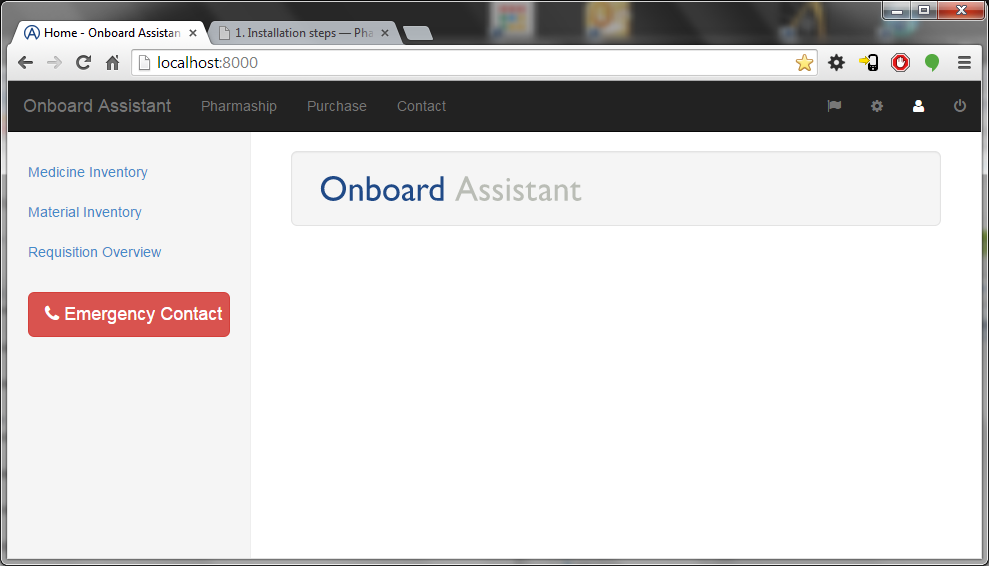 Home - Onboard Assistan
1. Installation steps — Pha
localhost:8000
Onboard Assistant Pharmaship Purchase Contact
Medicine Inventory
Material Inventory
Requisition Overview
Emergency Contact
Onboard Assistant